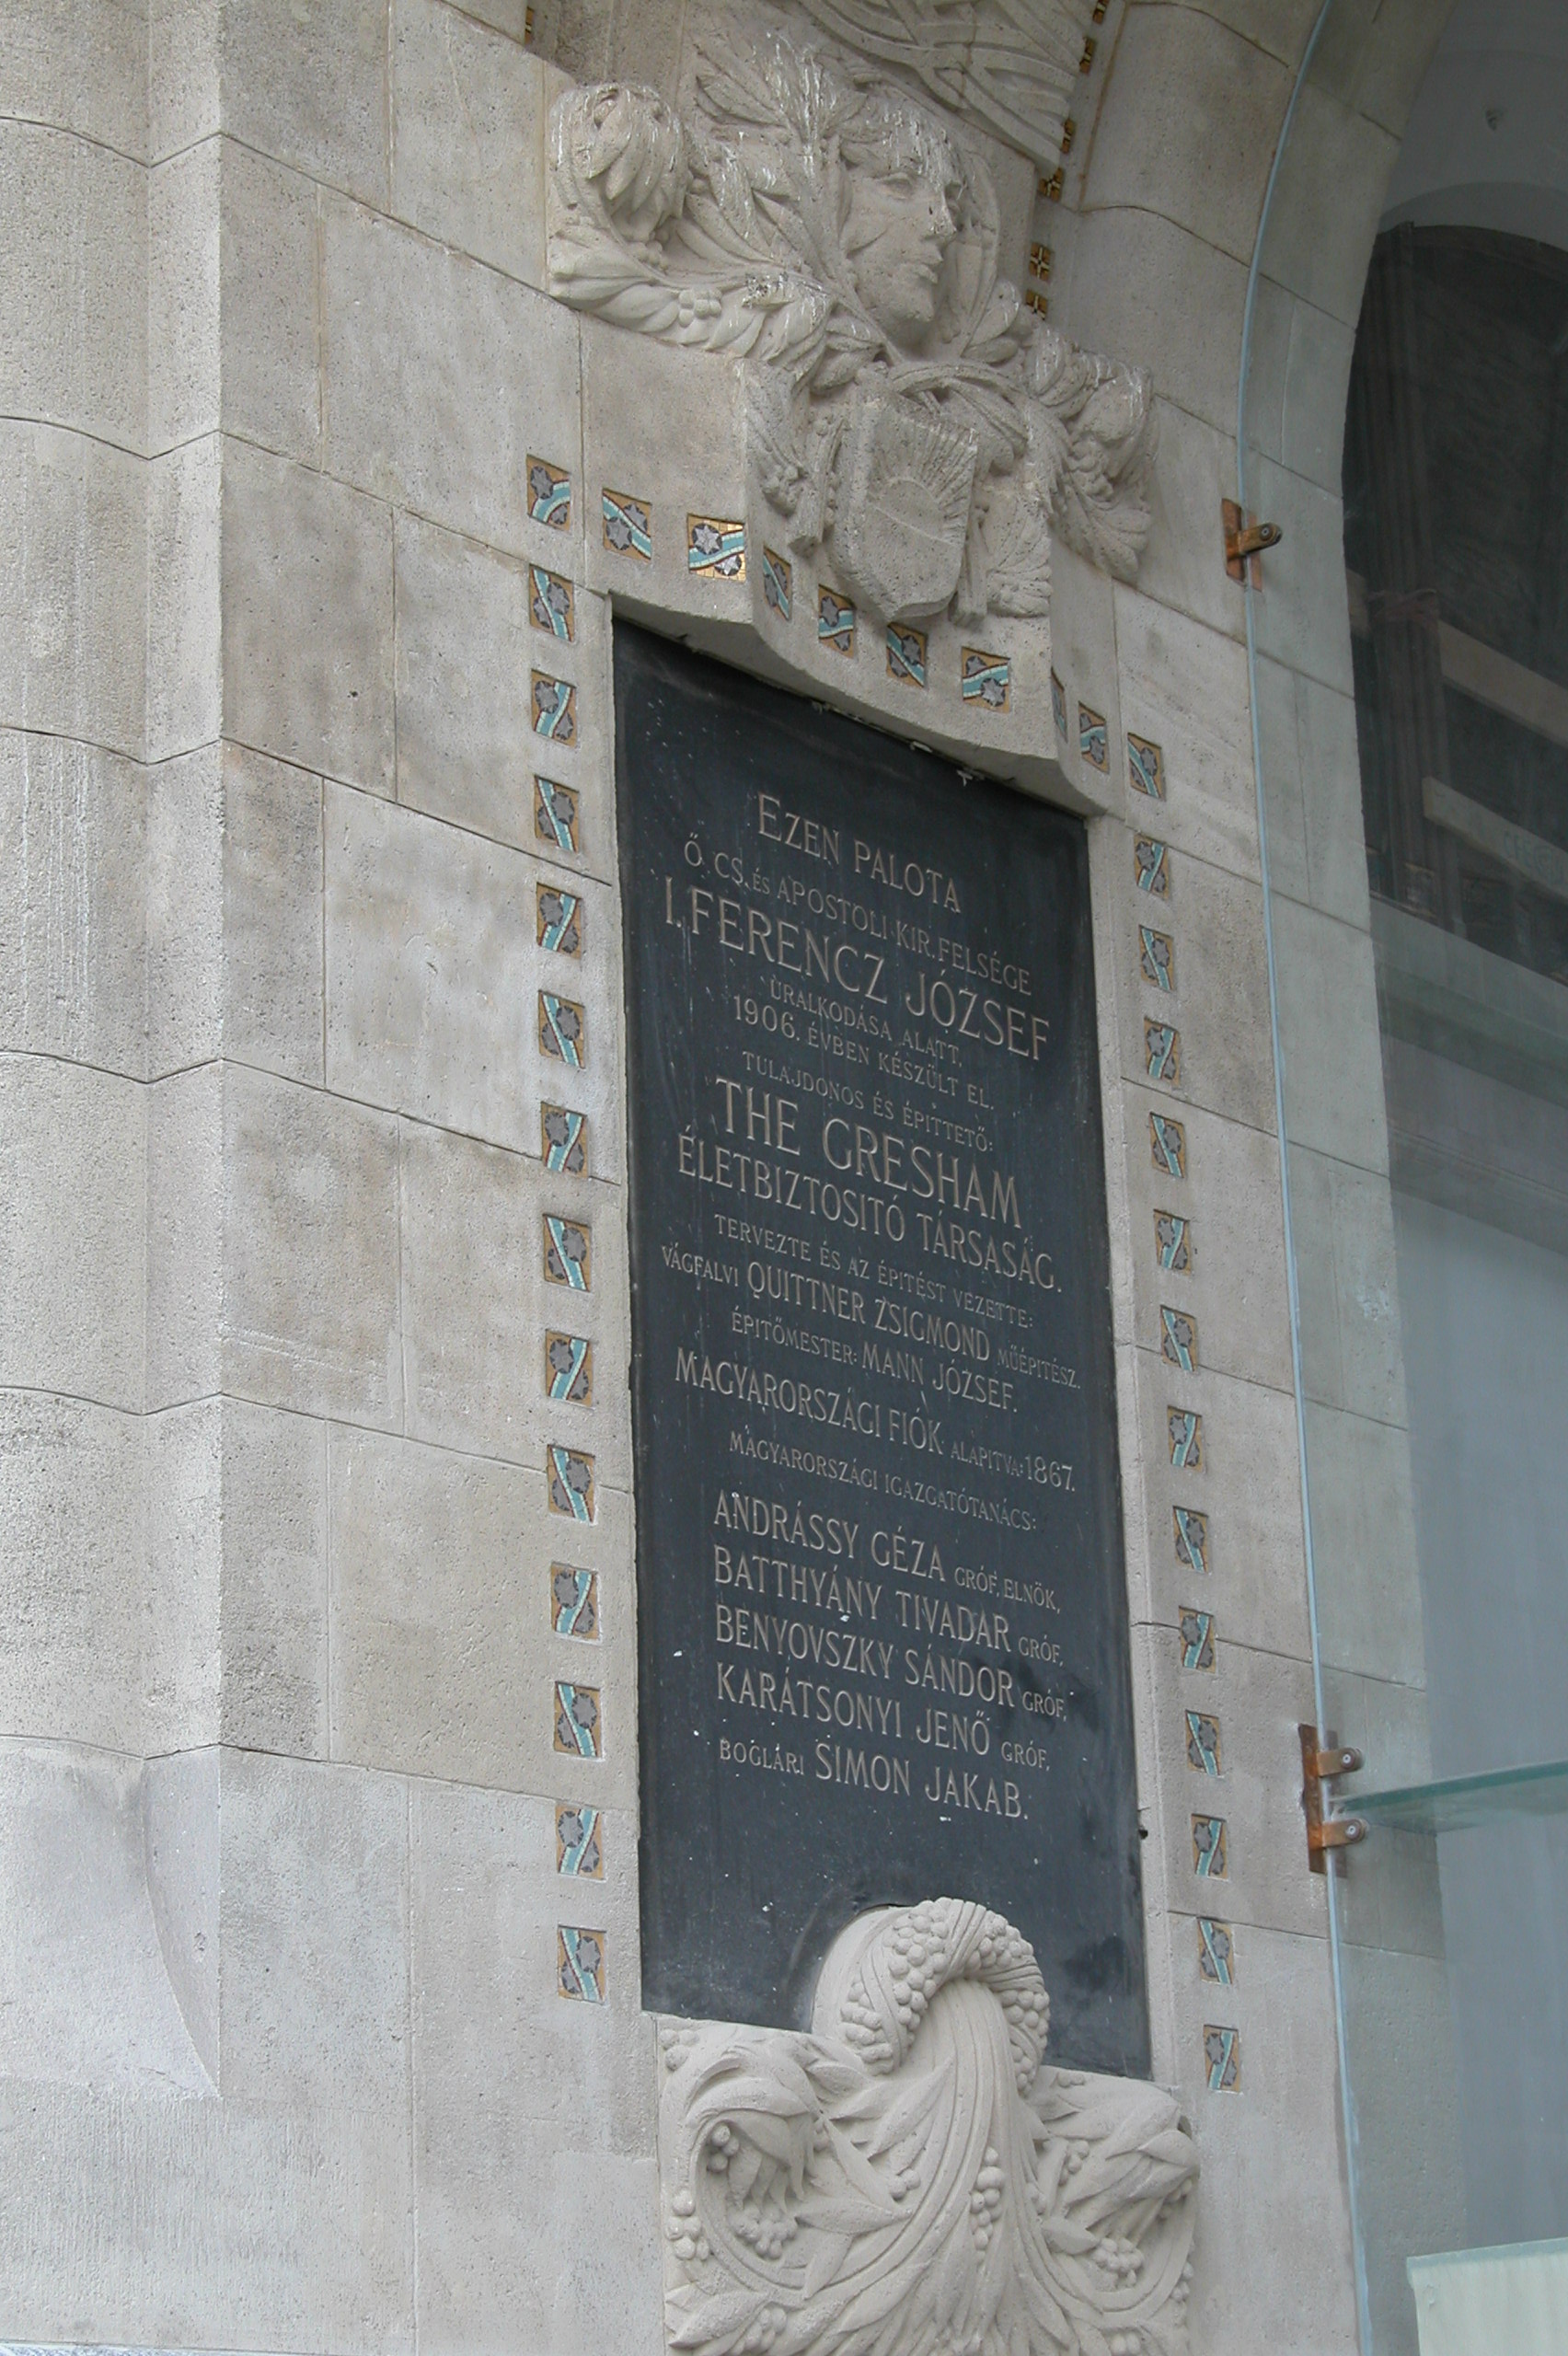 EZEN PALOTA
Ő. CS. ÉS APOSTOLI KIR. FELSÉGE
I. FERENCZ JÓZSEF
URALKODÁSA ALATT,
1906. ÉVBEN KÉSZÜLT EL.
TULAJDONOS ÉS ÉPITTETŐ:
THE GRESHAM
ÉLETBIZTOSITÓ TÁRSASÁG.
TERVEZTE ÉS AZ ÉPITÉST VEZETTE:
VÁGFALVI QUITTNER ZSIGMOND MŰÉPITÉSZ.
ÉPITŐMESTER: MANN JÓZSEF.
MAGYARORSZÁGI FIÓK ALAPITVA: 1867.
MAGYARORSZÁGI IGAZGATÓTANÁCS:
ANDRÁSSY GÉZA GRÓF, ELNÖK,
BATTHYÁNY TIVADAR GRÓF,
BENYOVSZKY SÁNDOR GRÓF,
KARÁTSONYI JENŐ GRÓF,
BOGLÁRI SIMON JAKAB.